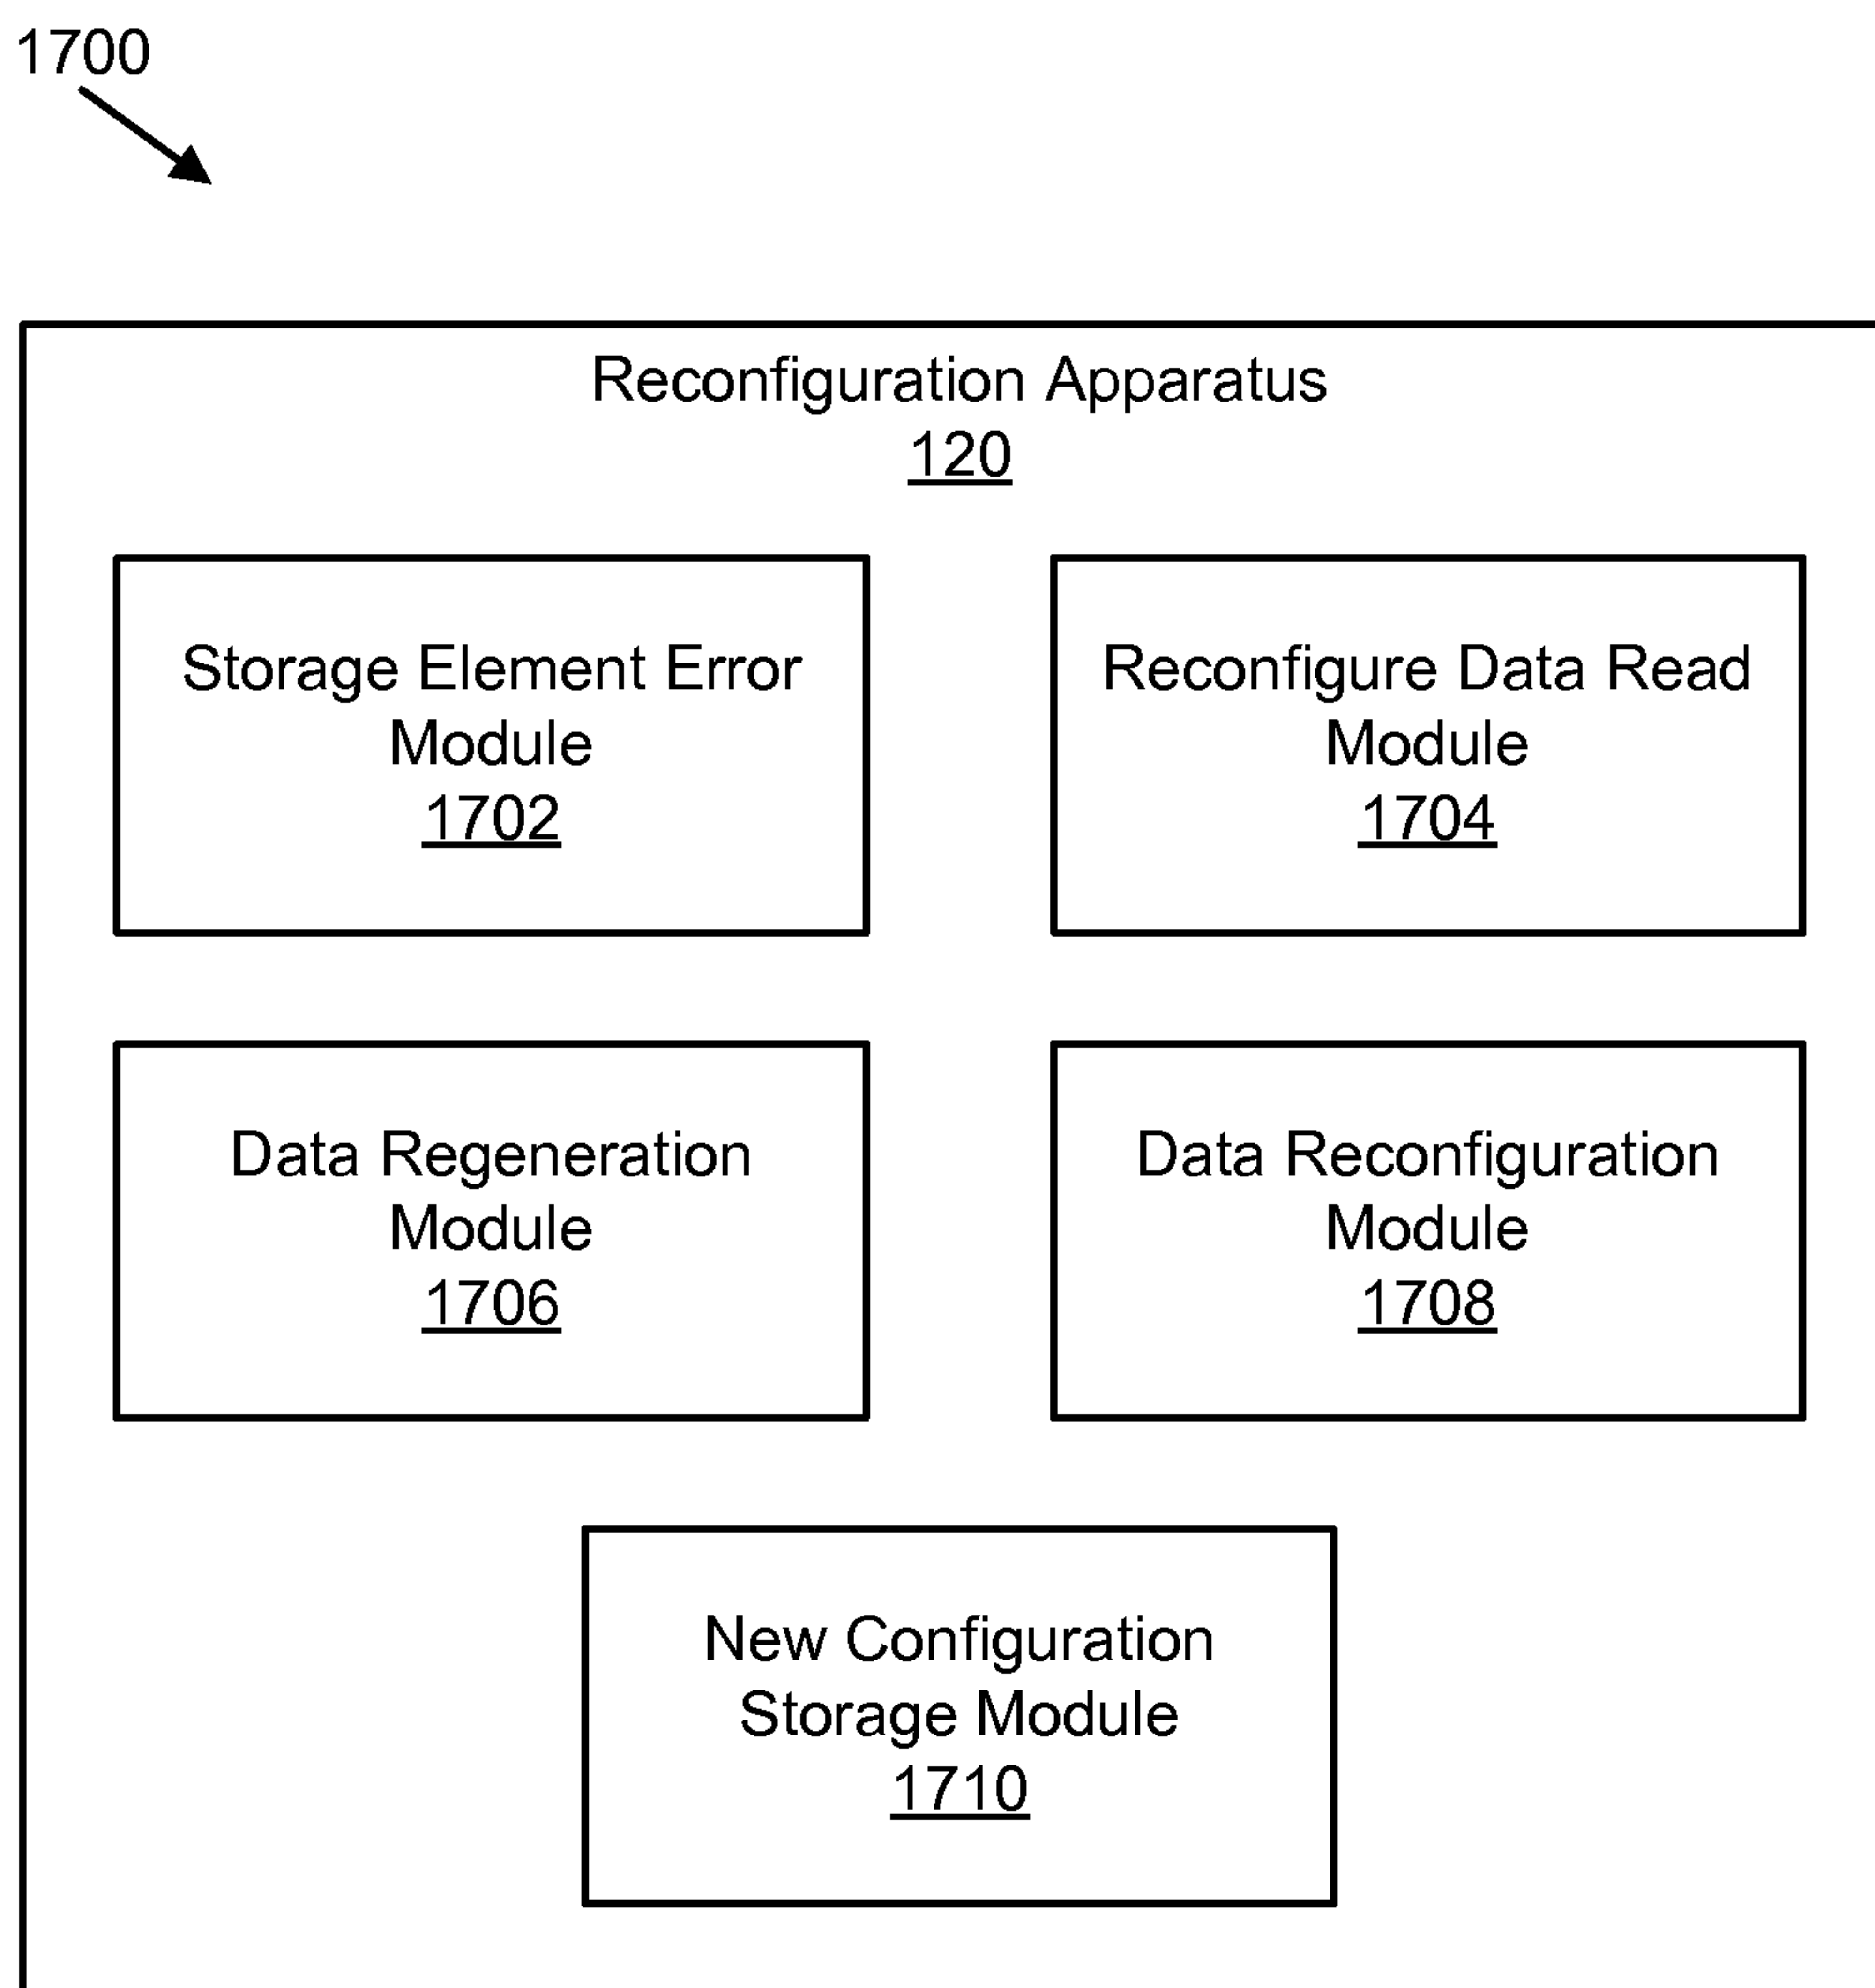 1700
Reconfiguration Apparatus
120
Storage Element Error
Module
1702
Reconfigure Data Read
Module
1704
Data Regeneration
Module
1706
Data Reconfiguration
Module
1708
New Configuration
Storage Module
1710